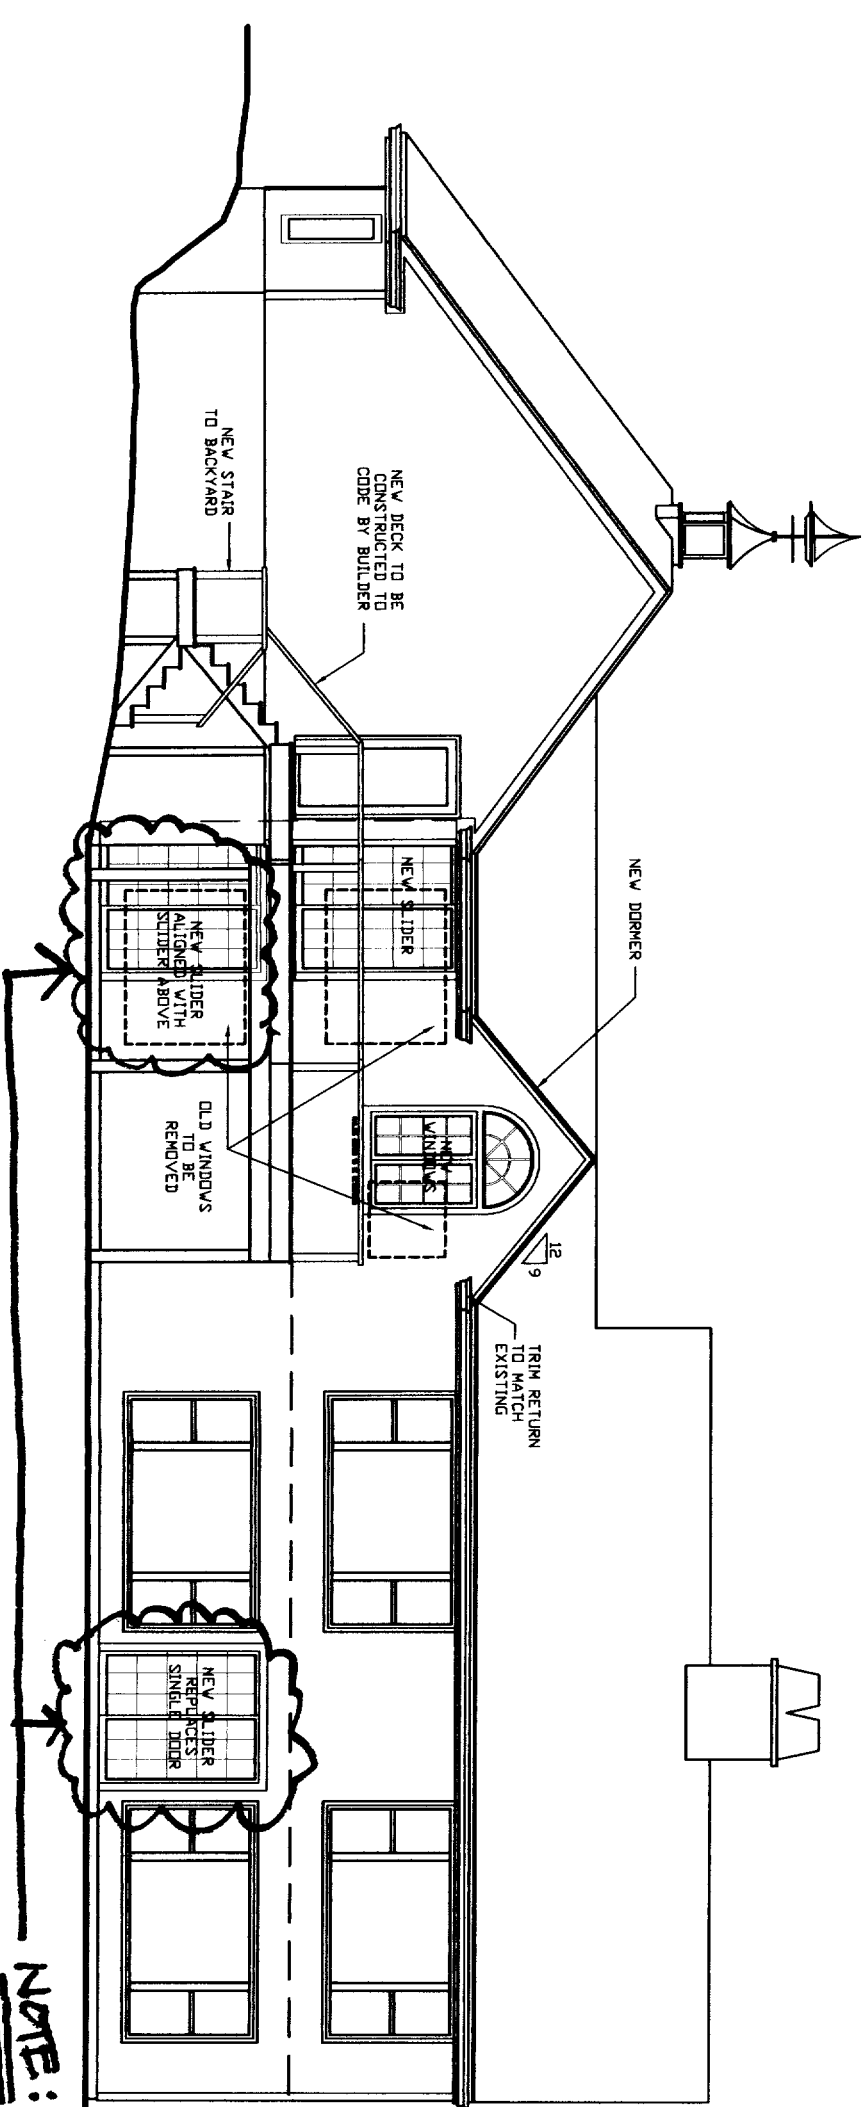 NEW STAIR
TO BACKYARD
NEW DECK TO BE
CONSTRUCTED TO
CODE BY BUILDER
NEW SLIDER
NEW SLIDER
ALIGNED WITH
SLIDER ABOVE
NEW DORMER
OLD WINDOWS
TO BE
REMOVED
NEW
WINDOWS
12
9
TRIM RETURN
TO MATCH
EXISTING
NEW SLIDER
REPLACES
SINGLE DOOR
NOTE: